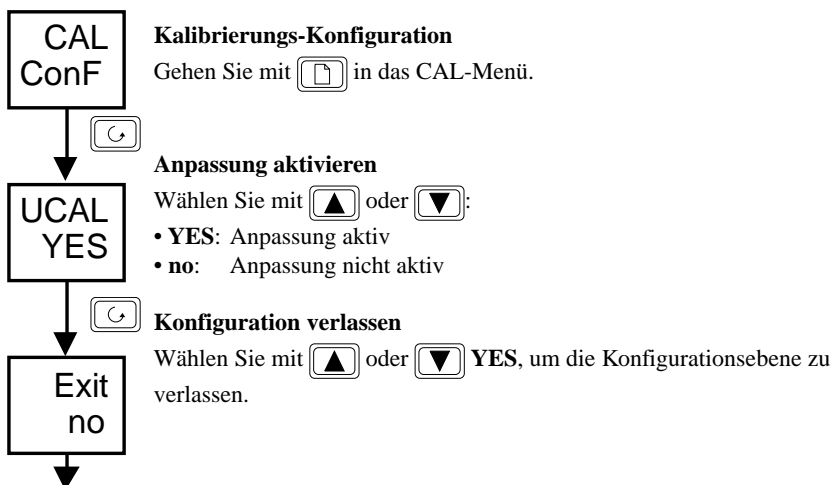 CAL
ConF
Kalibrierungs-Konfiguration
Gehen Sie mit in das CAL-Menü.
Anpassung aktivieren
UCAL
YES
Wählen Sie mit ▲ oder ▼:
• YES: Anpassung aktiv
• no: Anpassung nicht aktiv
Konfiguration verlassen
Exit
no
Wählen Sie mit ▲ oder ▼ YES, um die Konfigurationsebene zu
verlassen.